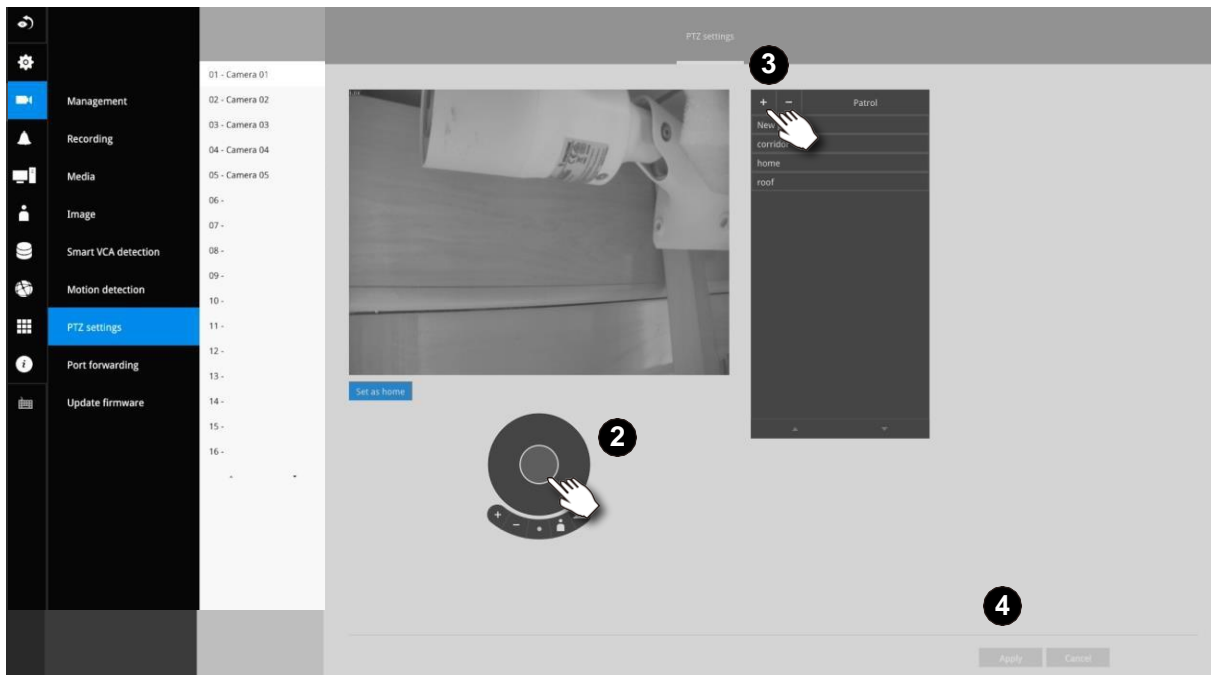 PTZ settings
3
01 - Camera 01
Management
02 - Camera 02
+ - Patrol
Recording
03 - Camera 03
New
corridor
04 - Camera 04
home
Media
05 - Camera 05
roof
Image
06 -
07 -
Smart VCA detection
08 -
09 -
Motion detection
10 -
PTZ settings
11 -
12 -
Port forwarding
13 -
Set as home
Update firmware
14 -
15 -
2
16 -
+ -
4
Apply Cancel